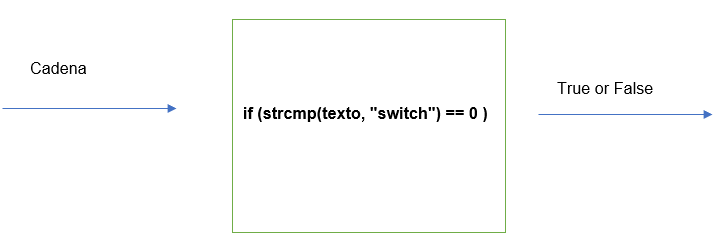 Cadena
if (strcmp(texto, "switch") == 0 )
True or False